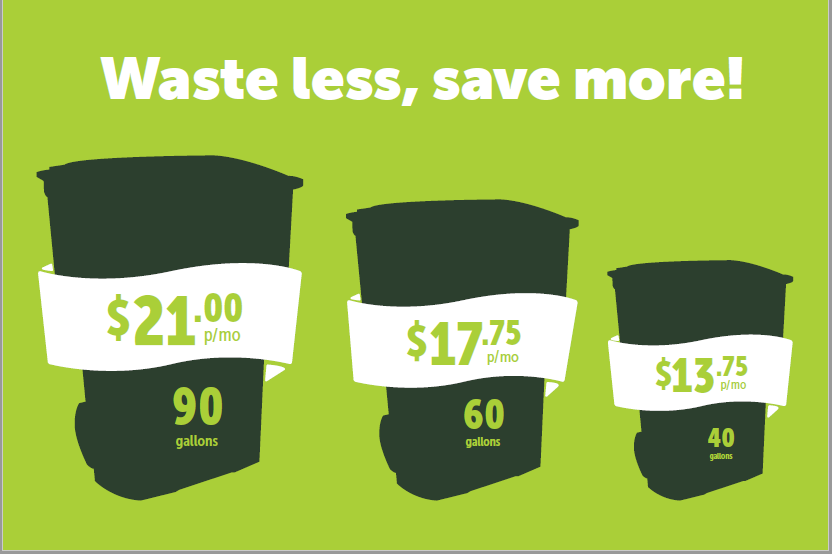 Waste less, save more!
$21.00
p/mo
90
gallons
$17.75
p/mo
60
gallons
$13.75
p/mo
40
gallons